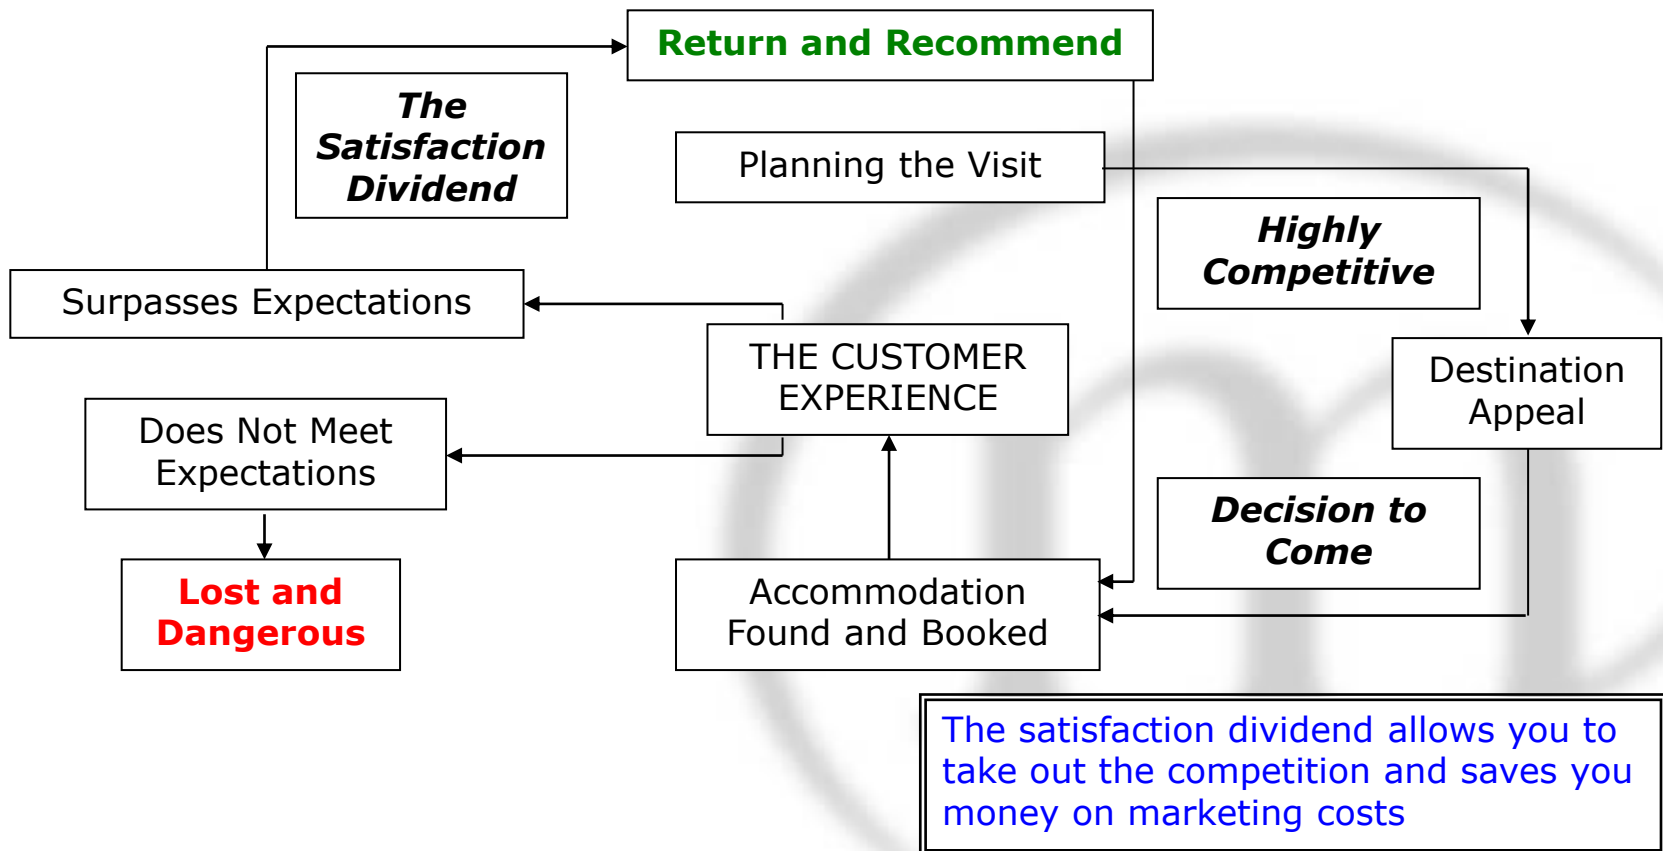 Return and Recommend
The
Satisfaction
Dividend
Planning the Visit
Highly
Competitive
Surpasses Expectations
THE CUSTOMER
EXPERIENCE
Destination
Appeal
Does Not Meet
Expectations
Decision to
Come
Lost and
Dangerous
Accommodation
Found and Booked
The satisfaction dividend allows you to
take out the competition and saves you
money on marketing costs